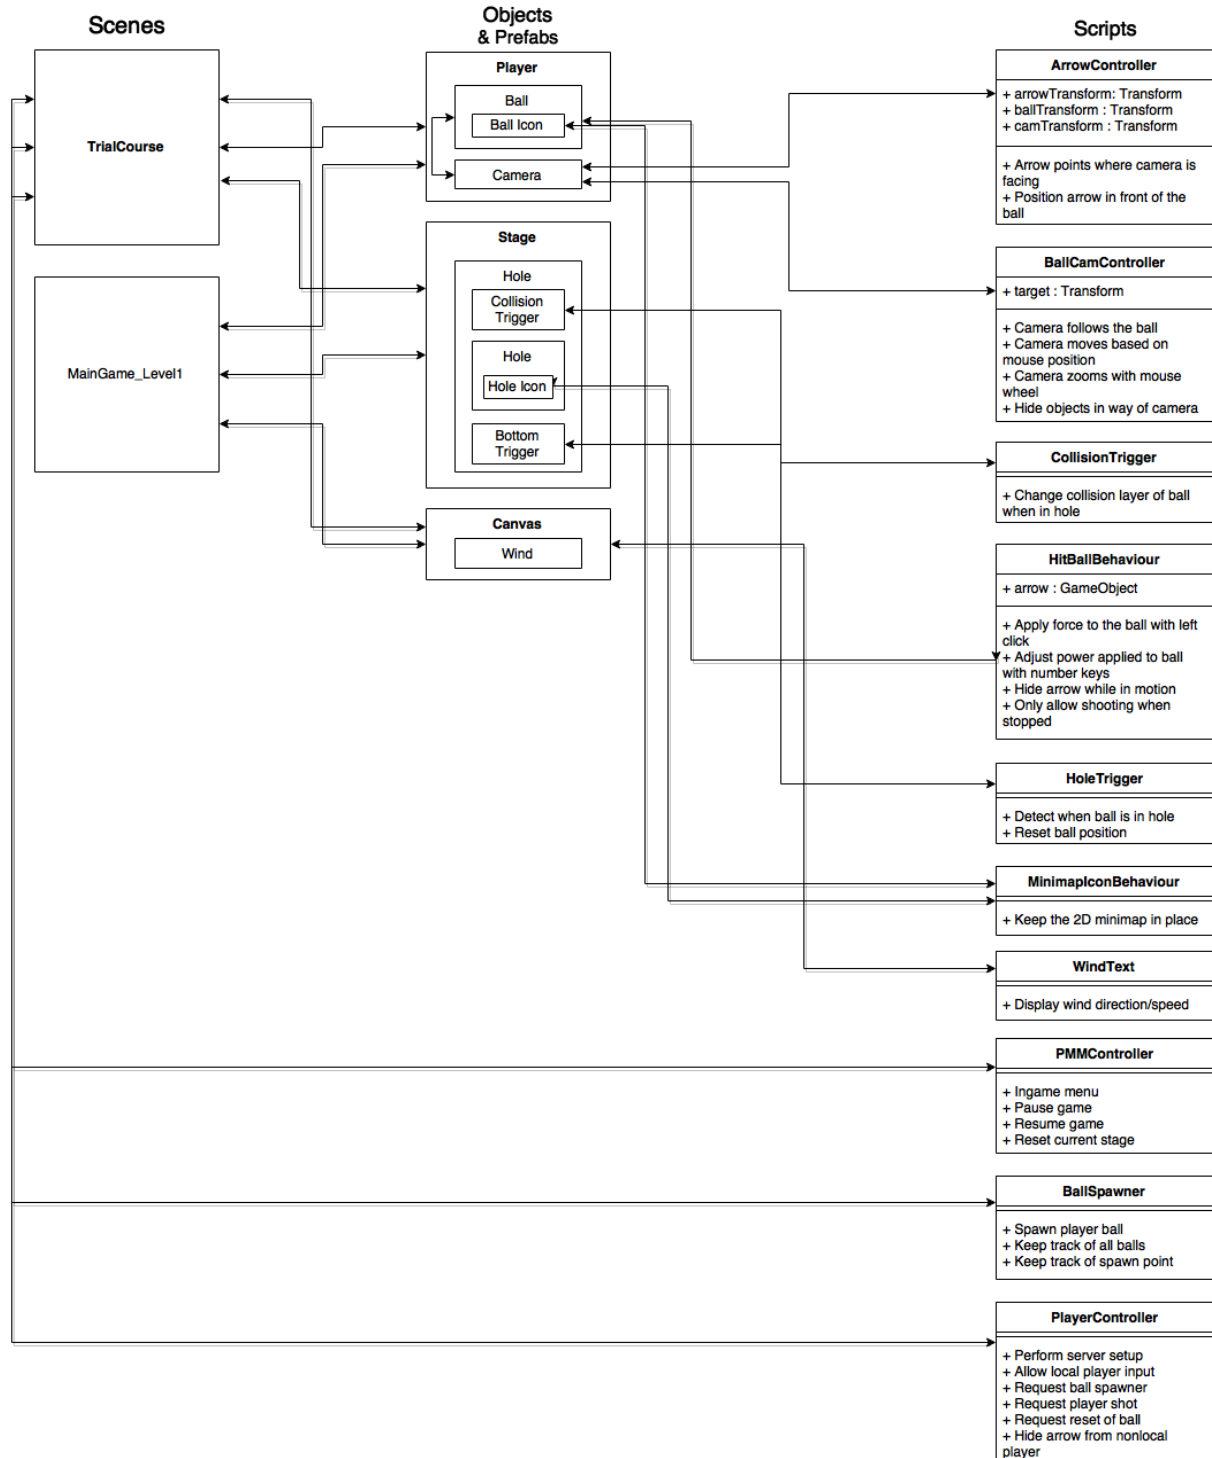 Scenes
TrialCourse
MainGame_Level1
Objects
& Prefabs
Player
Ball
Ball Icon
Camera
Stage
Hole
Collision
Trigger
Hole
Hole Icon
Bottom
Trigger
Canvas
Wind
Scripts
ArrowController
+ arrowTransform: Transform
+ ballTransform : Transform
+ camTransform : Transform
+ Arrow points where camera is
facing
+ Position arrow in front of the
ball
BallCamController
+ target : Transform
+ Camera follows the ball
+ Camera moves based on
mouse position
+ Camera zooms with mouse
wheel
+ Hide objects in way of camera
CollisionTrigger
+ Change collision layer of ball
when in hole
HitBallBehaviour
+ arrow : GameObject
+ Apply force to the ball with left
click
+ Adjust power applied to ball
with number keys
+ Hide arrow while in motion
+ Only allow shooting when
stopped
HoleTrigger
+ Detect when ball is in hole
+ Reset ball position
MinimapIconBehaviour
+ Keep the 2D minimap in place
WindText
+ Display wind direction/speed
PMMController
+ Ingame menu
+ Pause game
+ Resume game
+ Reset current stage
BallSpawner
+ Spawn player ball
+ Keep track of all balls
+ Keep track of spawn point
PlayerController
+ Perform server setup
+ Allow local player input
+ Request ball spawner
+ Request player shot
+ Request reset of ball
+ Hide arrow from nonlocal
player